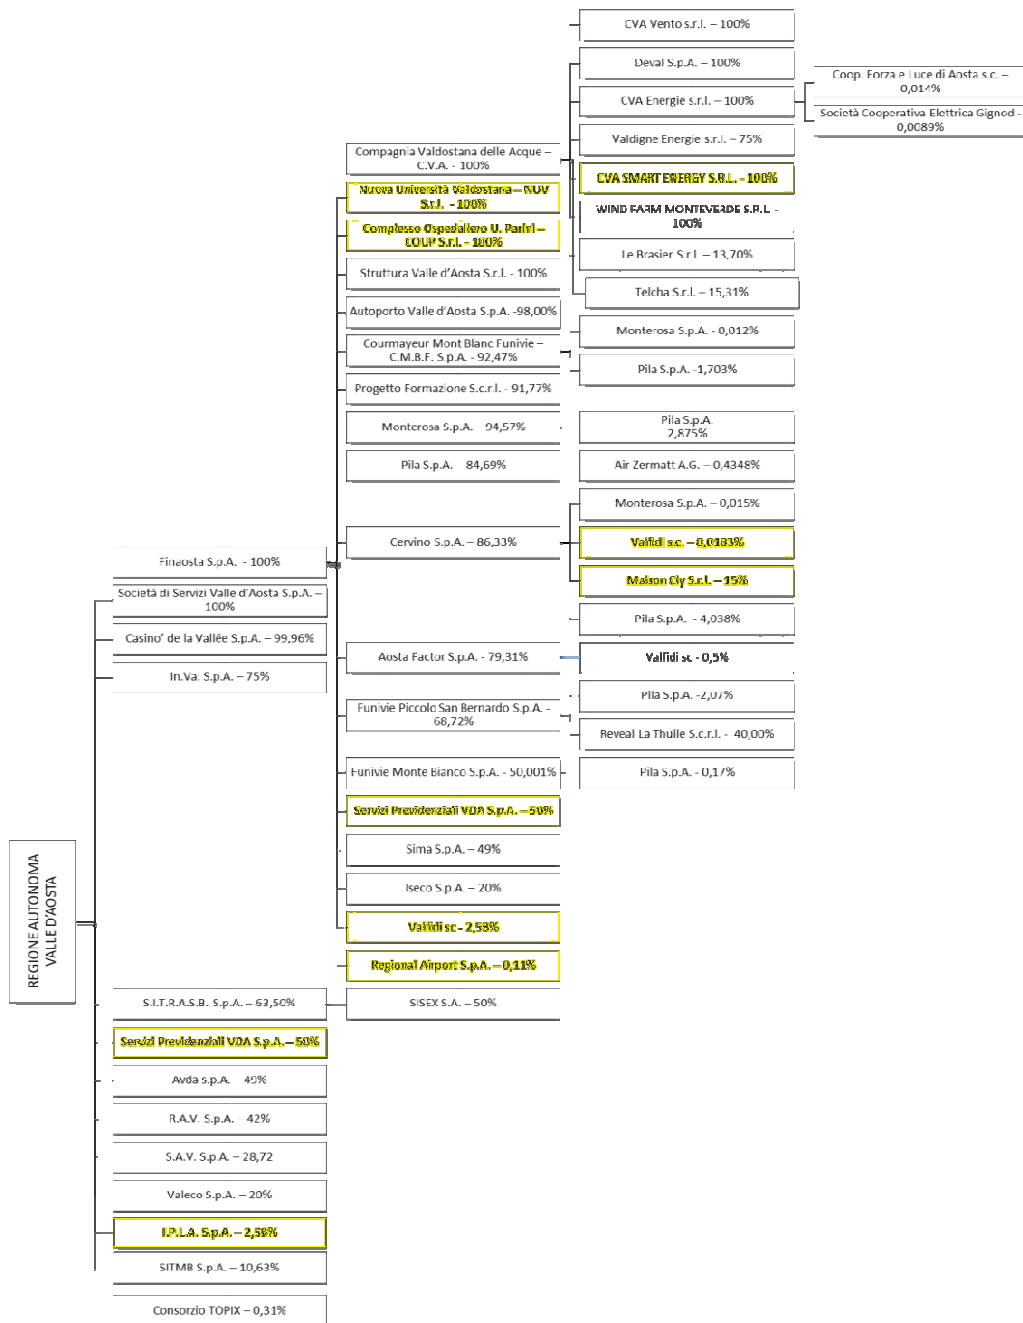 CVA Vento s.r.l. – 100%
Deval S.p.A. – 100%
Coop. Forza e Luce di Aosta s.c. –
0,014%
CVA Energie s.r.l. – 100%
Società Cooperativa Elettrica Gignod -
0,0089%
Valdigne Energie s.r.l. – 75%
Compagnia Valdostana delle Acque –
C.V.A. - 100%
CVA SMART ENERGY S.R.L. - 100%
Nuova Università Valdostana – NUV
S.r.l. - 100%
WIND FARM MONTEVERDE S.R.L. -
100%
Complesso Ospedaliero U. Parini –
COUP S.r.l. - 100%
Le Brasier S.r.l. – 13,70%
Struttura Valle d'Aosta S.r.l. - 100%
Telcha S.r.l. – 15,31%
Autoporto Valle d'Aosta S.p.A. -98,00%
Monterosa S.p.A. - 0,012%
Courmayeur Mont Blanc Funivie –
C.M.B.F. S.p.A. - 92,47%
Pila S.p.A. -1,703%
Progetto Formazione S.c.r.l. - 91,77%
Monterosa S.p.A. 94,57%
Pila S.p.A.
2,875%
Pila S.p.A. 84,69%
Air Zermatt A.G. – 0,4348%
Monterosa S.p.A. – 0,015%
Cervino S.p.A. – 86,33%
Valfidi s.c. – 0,0133%
Finaosta S.p.A. - 100%
Maison Cly S.r.l. – 15%
Società di Servizi Valle d'Aosta S.p.A. –
100%
Pila S.p.A. - 4,038%
Casino' de la Vallée S.p.A. – 99,96%
Aosta Factor S.p.A. - 79,31%
Valfidi sc - 0,5%
In.Va. S.p.A. – 75%
Pila S.p.A. -2,07%
Funivie Piccolo San Bernardo S.p.A. -
68,72%
Reveal La Thuile S.c.r.l. - 40,00%
Funivie Monte Bianco S.p.A. - 50,001%
Pila S.p.A. - 0,17%
Servizi Previdenziali VDA S.p.A. – 50%
Sima S.p.A. – 49%
Iseco S.p.A. – 20%
Valfidi sc - 2,58%
REGIONE AUTONOMA
VALLE D'AOSTA
Regional Airport S.p.A. – 0,11%
S.I.T.R.A.S.B. S.p.A. – 63,50%
SISEX S.A. – 50%
Servizi Previdenziali VDA S.p.A. – 50%
Avda s.p.A. 49%
R.A.V. S.p.A. – 42%
S.A.V. S.p.A. – 28,72
Valeco S.p.A. – 20%
I.P.L.A. S.p.A. – 2,58%
SITMB S.p.A. – 10,63%
Consorzio TOPIX – 0,31%